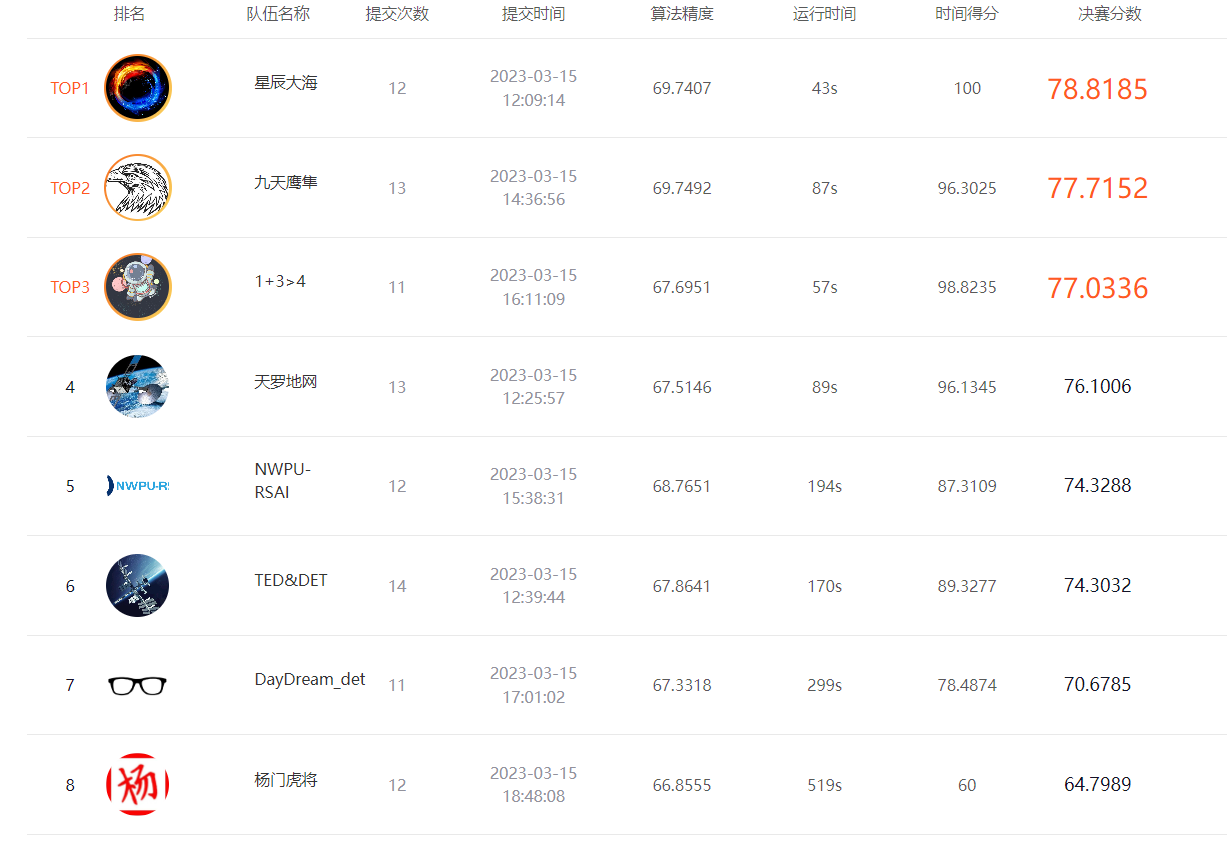 排名 队伍名称 提交次数 提交时间 算法精度 运行时间 时间得分 决赛分数
TOP1 星辰大海 12 2023-03-15 12:09:14 69.7407 43s 100 78.8185
TOP2 九天鹰隼 13 2023-03-15 14:36:56 69.7492 87s 96.3025 77.7152
TOP3 1+3>4 11 2023-03-15 16:11:09 67.6951 57s 98.8235 77.0336
4 天罗地网 13 2023-03-15 12:25:57 67.5146 89s 96.1345 76.1006
5 NWPU-RS NWPU-RSAI 12 2023-03-15 15:38:31 68.7651 194s 87.3109 74.3288
6 TED&DET 14 2023-03-15 12:39:44 67.8641 170s 89.3277 74.3032
7 DayDream_det 11 2023-03-15 17:01:02 67.3318 299s 78.4874 70.6785
8 杨 杨门虎将 12 2023-03-15 18:48:08 66.8555 519s 60 64.7989